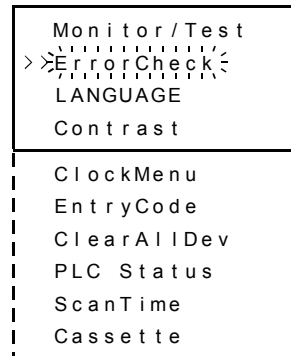 Monitor/Test
>>ErrorCheck
LANGUAGE
Contrast
ClockMenu
EntryCode
ClearAllDev
PLC Status
ScanTime
Cassette